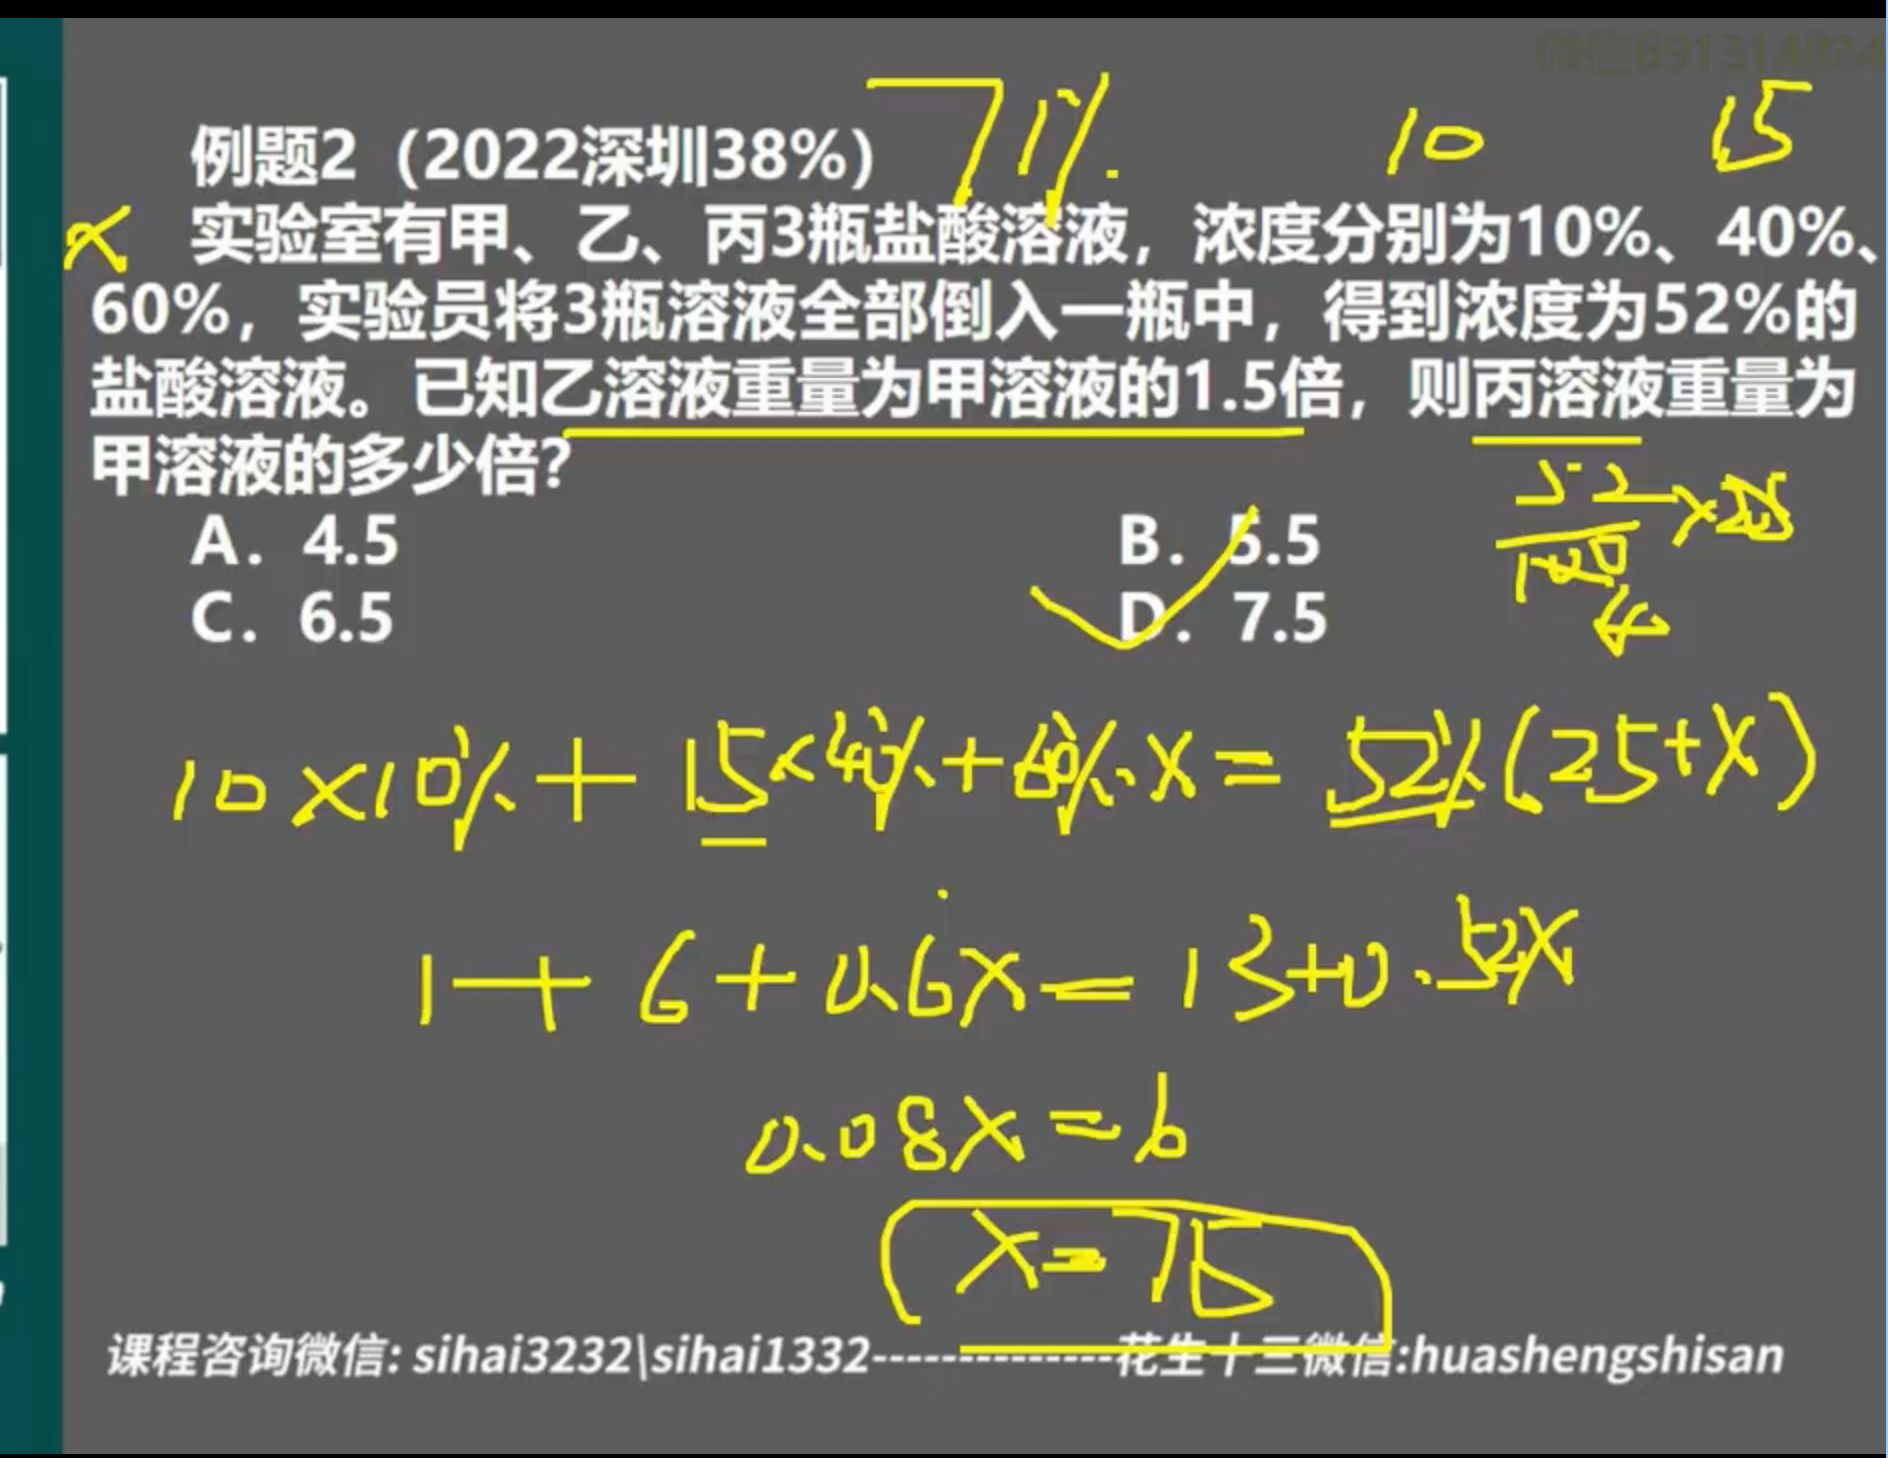 微信691314824
71%.
10 15
例题2（2022深圳38%）
x
实验室有甲、乙、丙3瓶盐酸溶液，浓度分别为10%、40%、
60%，实验员将3瓶溶液全部倒入一瓶中，得到浓度为52%的
盐酸溶液。已知乙溶液重量为甲溶液的1.5倍，则丙溶液重量为
甲溶液的多少倍？
A. 4.5
B. 5.5
C. 6.5
D. 7.5
52/100×25
4
10×10%+15×40%+60%·x=52%(25+x)
1+6+0.6x=13+0.52x
0.08x=6
x=75
课程咨询微信: sihai3232\sihai1332---------------花生十三微信:huashengshisan